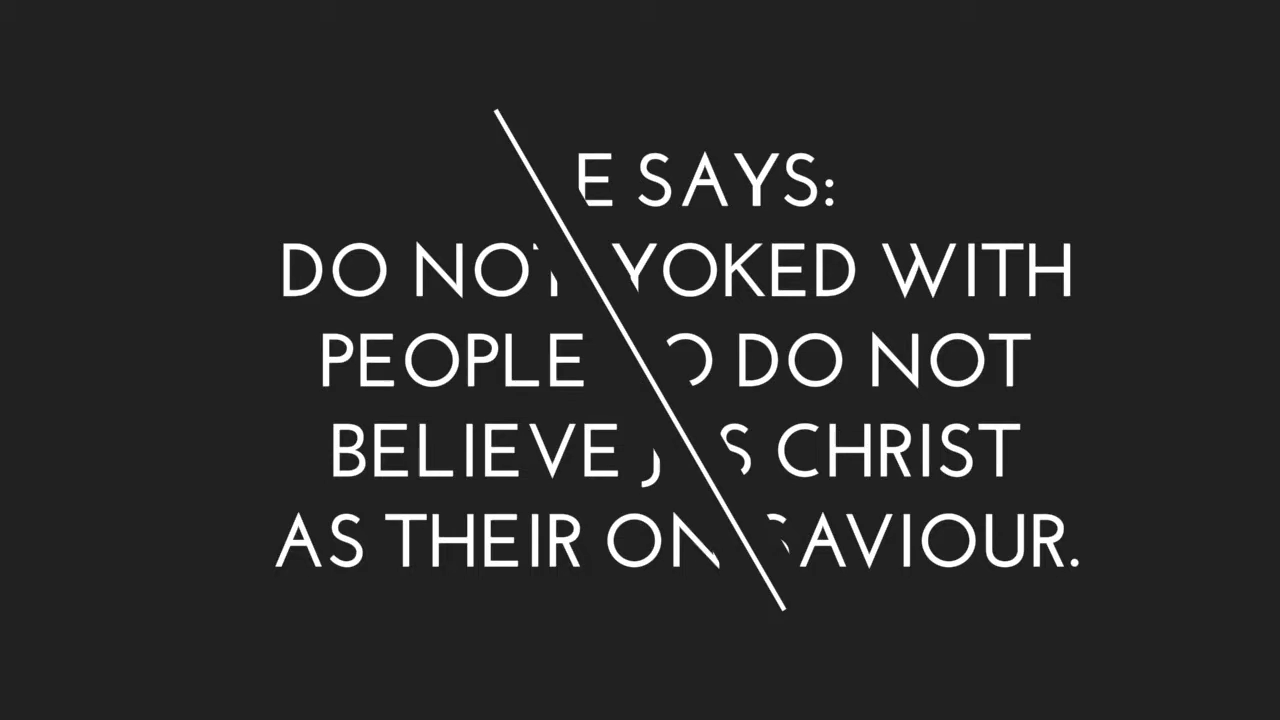 SAYS:
DO NOT YOKED WITH
PEOPLE DO NOT
BELIEVE CHRIST
AS THEIR SAVIOUR.